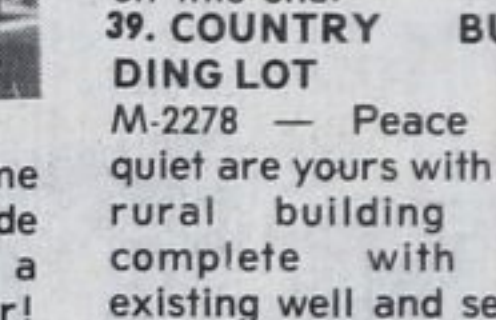 39. COUNTRY BU
DING LOT
M-2278 — Peace
quiet are yours with
rural building
complete with
existing well and se
ne
de
a
r!